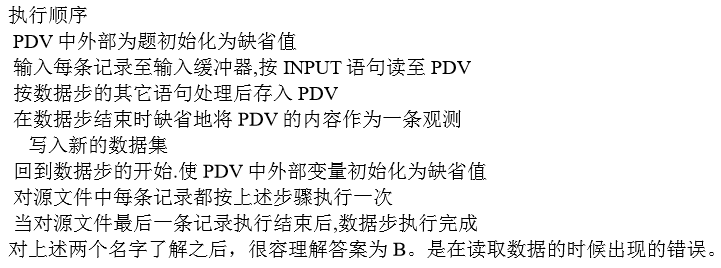 执行顺序
PDV 中外部为题初始化为缺省值
输入每条记录至输入缓冲器,按 INPUT 语句读至 PDV
按数据步的其它语句处理后存入 PDV
在数据步结束时缺省地将 PDV 的内容作为一条观测
写入新的数据集
回到数据步的开始.使 PDV 中外部变量初始化为缺省值
对源文件中每条记录都按上述步骤执行一次
当对源文件最后一条记录执行结束后,数据步执行完成
对上述两个名字了解之后，很容理解答案为 B。是在读取数据的时候出现的错误。